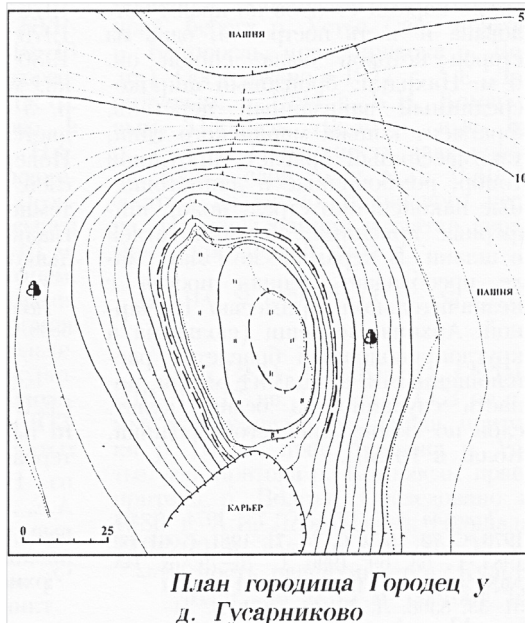 ПАШНЯ
5
10
ПАШНЯ
КАРЬЕР
0 25
План городища Городец у
д. Гусарниково